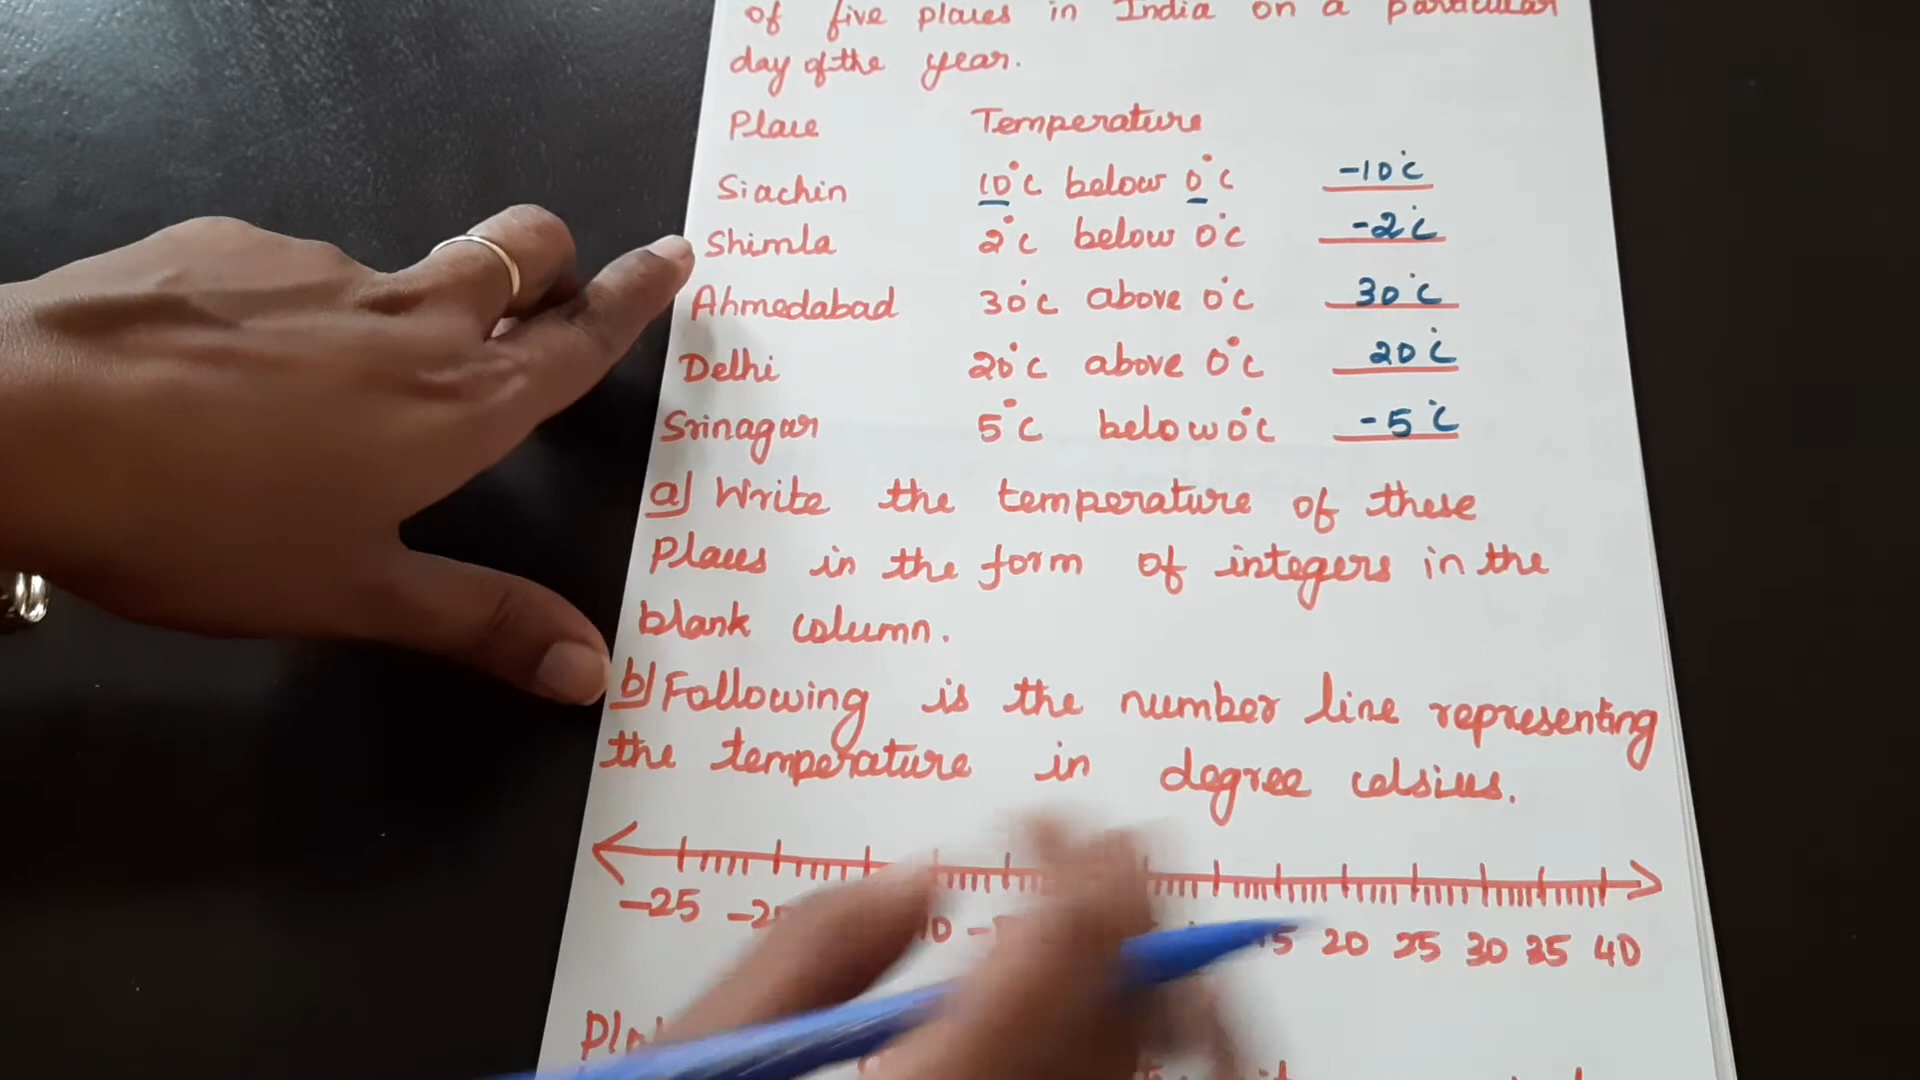 of five places in India on a particular
day of the year.
Place Temperature
Siachin 10°C below 0°C -10°C
Shimla 2°C below 0°C -2°C
Ahmedabad 30°C above 0°C 30°C
Delhi 20°C above 0°C 20°C
Srinagar 5°C below 0°C -5°C
a) Write the temperature of these
Places in the form of integers in the
blank column.
b) Following is the number line representing
the temperature in degree celsius.
-25 20 25 30 35 40